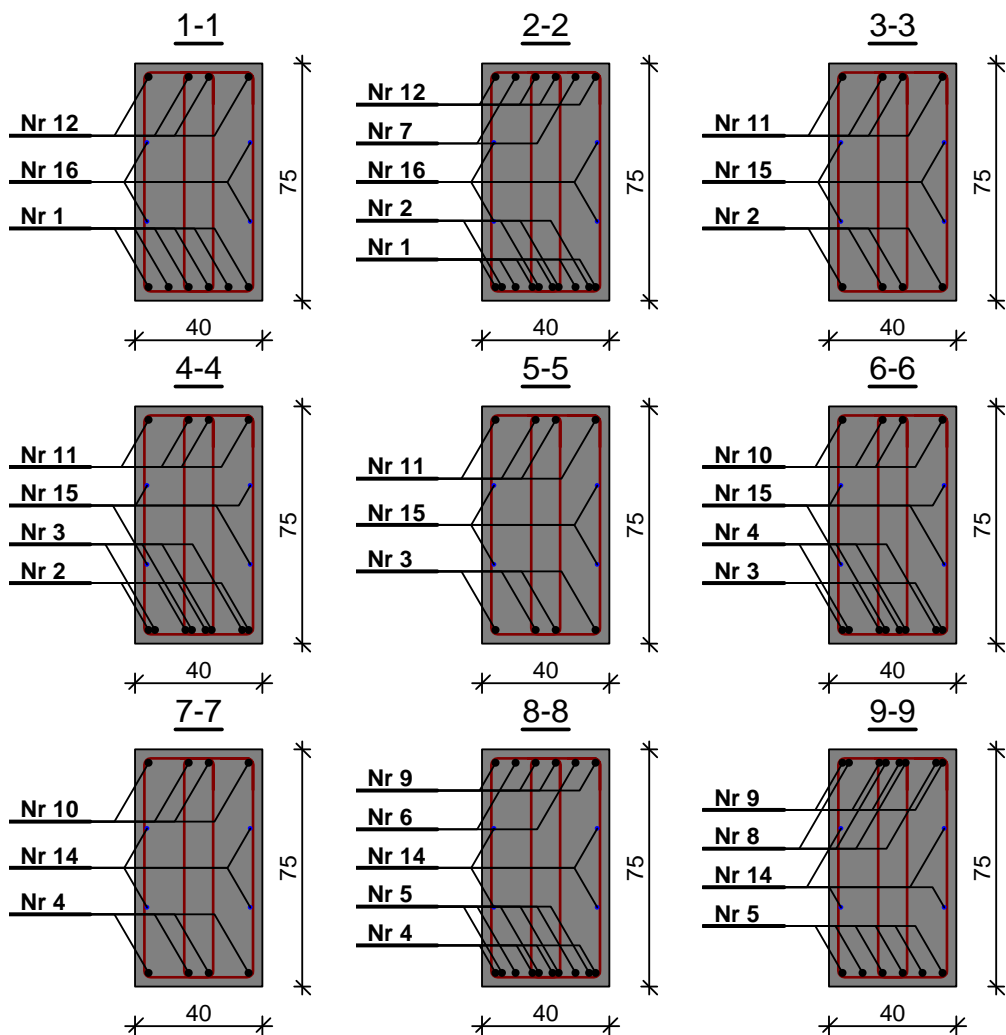 1-1
Nr 12
Nr 16
Nr 1
75
40
2-2
Nr 12
Nr 7
Nr 16
Nr 2
Nr 1
75
40
3-3
Nr 11
Nr 15
Nr 2
75
40
4-4
Nr 11
Nr 15
Nr 3
Nr 2
75
40
5-5
Nr 11
Nr 15
Nr 3
75
40
6-6
Nr 10
Nr 15
Nr 4
Nr 3
75
40
7-7
Nr 10
Nr 14
Nr 4
75
40
8-8
Nr 9
Nr 6
Nr 14
Nr 5
Nr 4
75
40
9-9
Nr 9
Nr 8
Nr 14
Nr 5
75
40